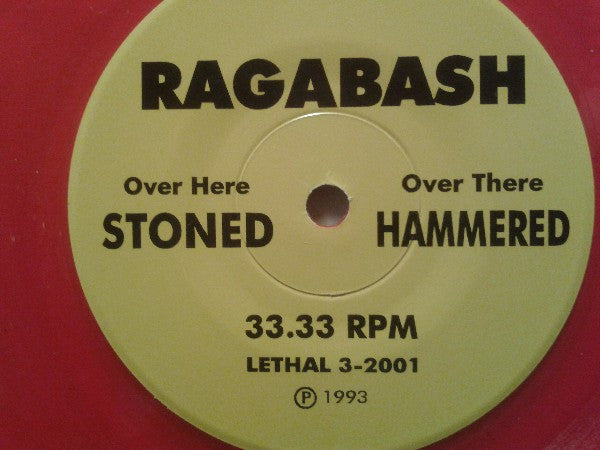 RAGABASH
Over Here
STONED
Over There
HAMMERED
33.33 RPM
LETHAL 3-2001
Ⓟ 1993